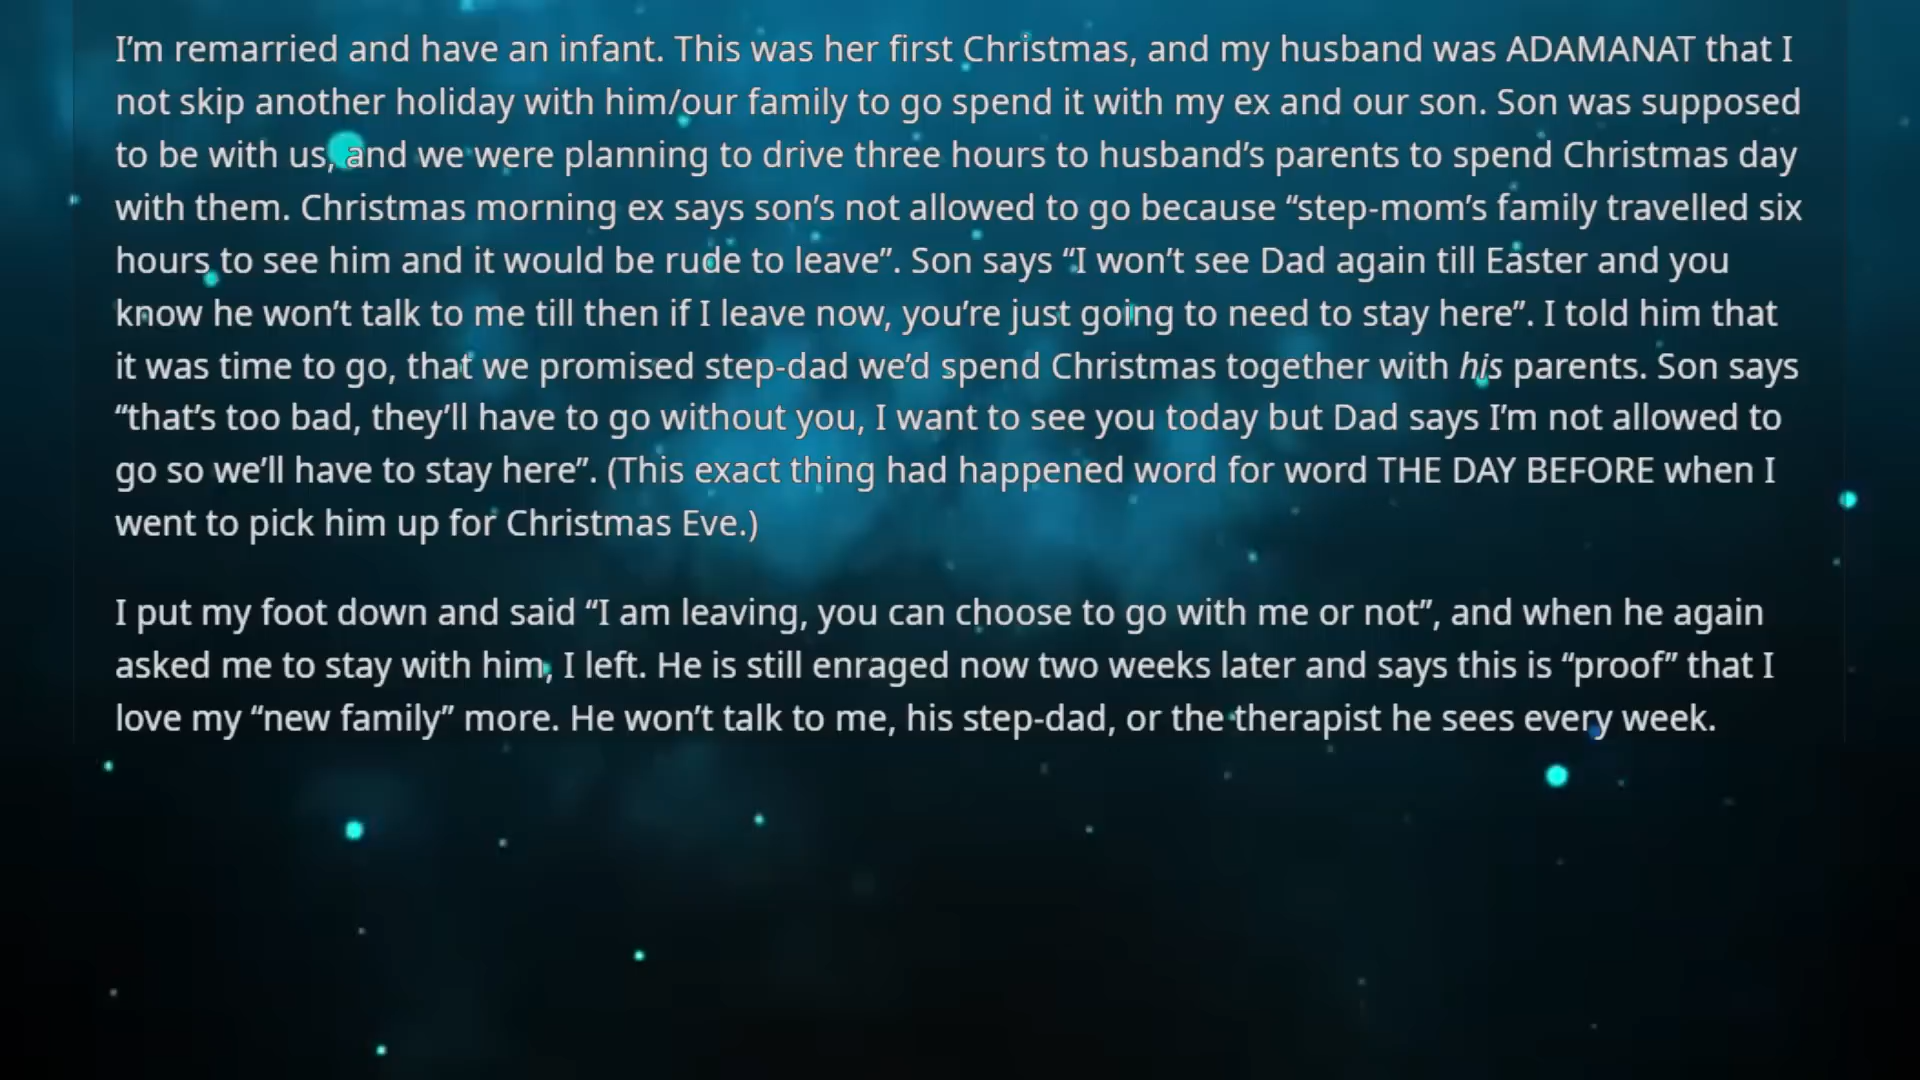 I’m remarried and have an infant. This was her first Christmas, and my husband was ADAMANAT that I
not skip another holiday with him/our family to go spend it with my ex and our son. Son was supposed
to be with us, and we were planning to drive three hours to husband’s parents to spend Christmas day
with them. Christmas morning ex says son’s not allowed to go because “step-mom’s family travelled six
hours to see him and it would be rude to leave”. Son says “I won’t see Dad again till Easter and you
know he won’t talk to me till then if I leave now, you’re just going to need to stay here”. I told him that
it was time to go, that we promised step-dad we’d spend Christmas together with his parents. Son says
“that’s too bad, they’ll have to go without you, I want to see you today but Dad says I’m not allowed to
go so we’ll have to stay here”. (This exact thing had happened word for word THE DAY BEFORE when I
went to pick him up for Christmas Eve.)
I put my foot down and said “I am leaving, you can choose to go with me or not”, and when he again
asked me to stay with him, I left. He is still enraged now two weeks later and says this is “proof” that I
love my “new family” more. He won’t talk to me, his step-dad, or the therapist he sees every week.